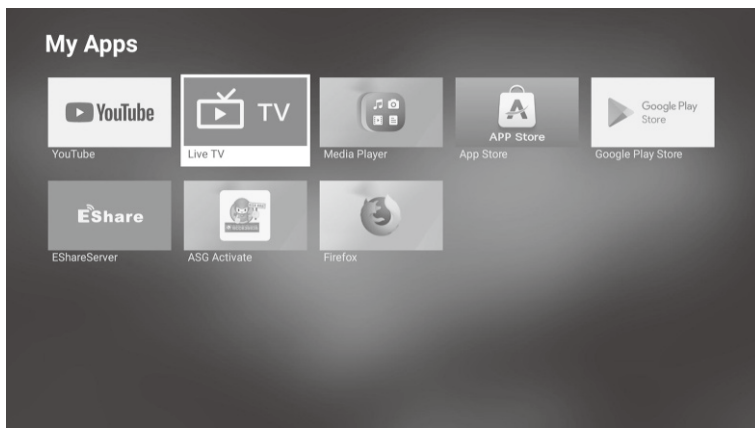 My Apps
YouTube
TV
APP Store
Google Play
Store
YouTube
Live TV
Media Player
App Store
Google Play Store
EShare
EShareServer
ASG Activate
Firefox